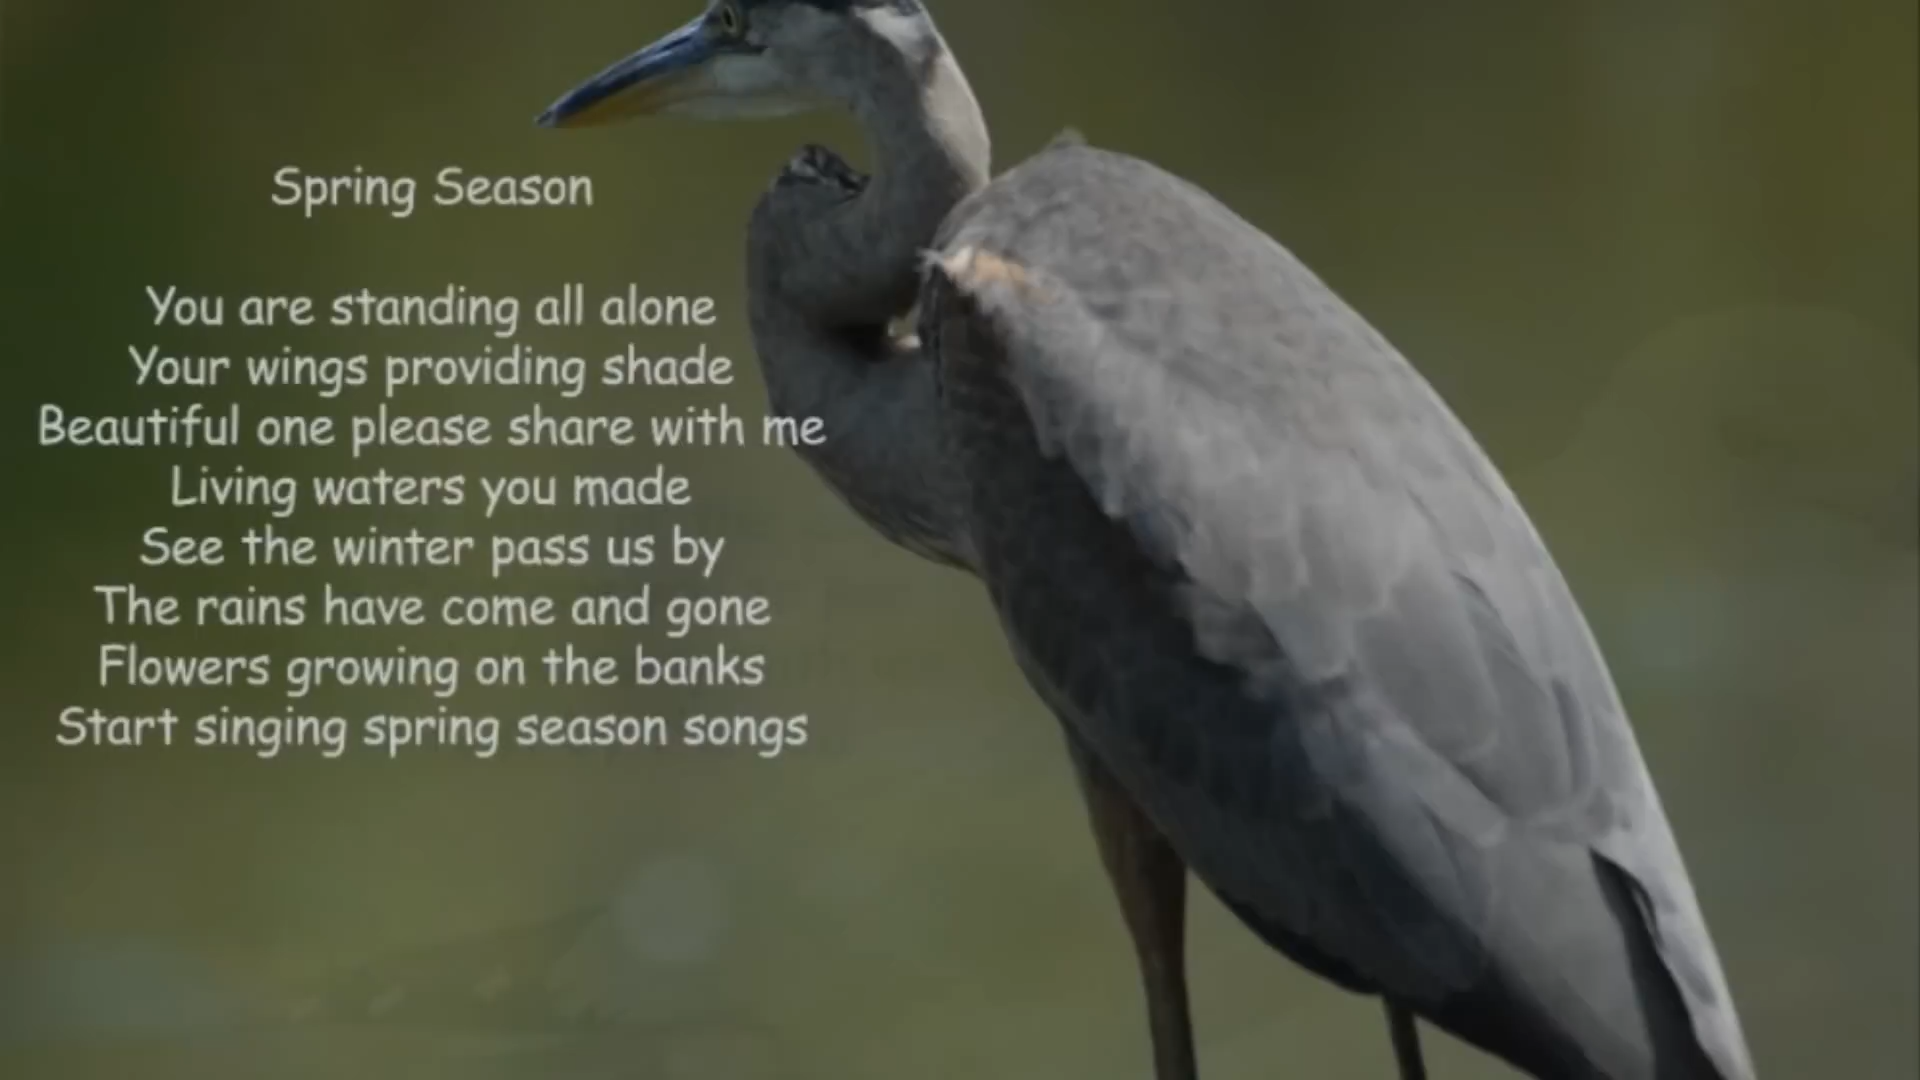 Spring Season
You are standing all alone
Your wings providing shade
Beautiful one please share with me
Living waters you made
See the winter pass us by
The rains have come and gone
Flowers growing on the banks
Start singing spring season songs